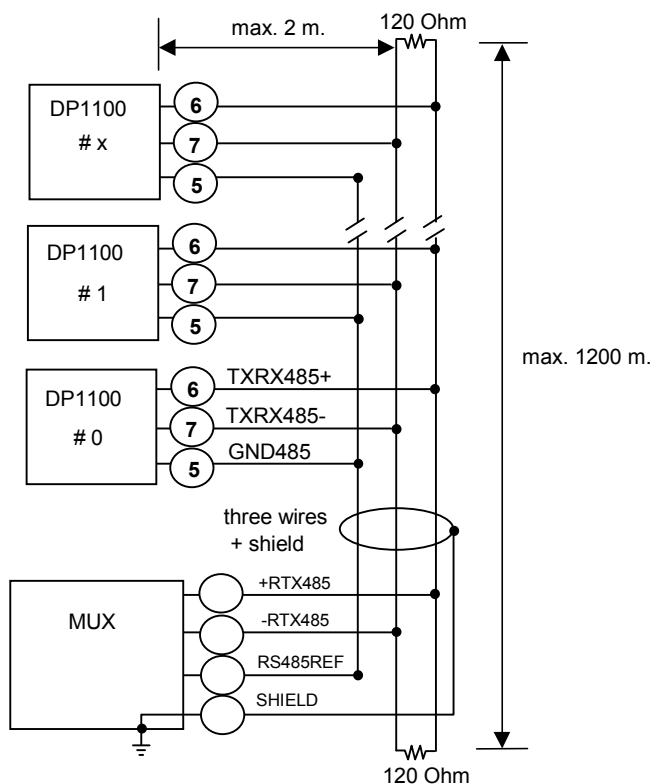 120 Ohm
max. 2 m.
DP1100
# x
6
7
5
DP1100
# 1
6
7
5
max. 1200 m.
DP1100
# 0
6
TXRX485+
7
TXRX485-
5
GND485
three wires
+ shield
MUX
+RTX485
-RTX485
RS485REF
SHIELD
120 Ohm